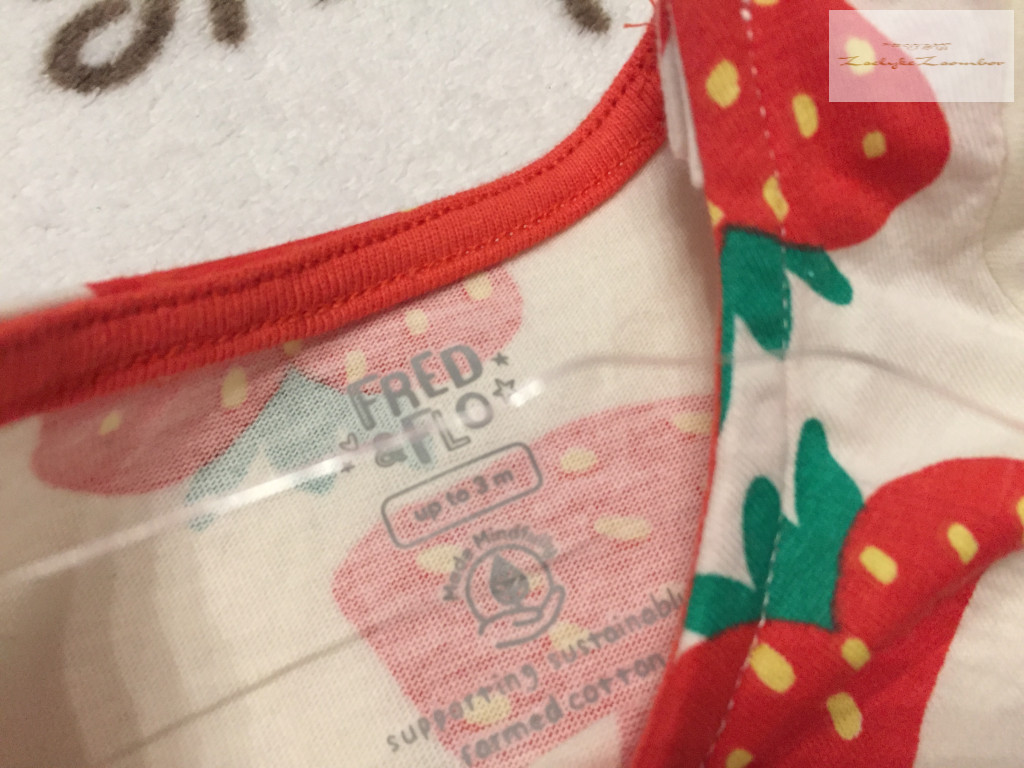 FRED
& FLO
up to 3 m
Made Mindfully
supporting sustainably
farmed cotton